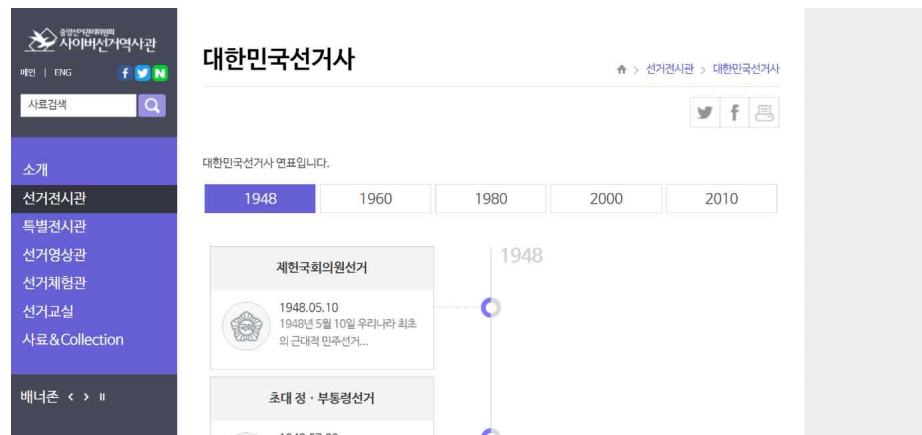 중앙선거관리위원회
사이버선거역사관
메인 | ENG
사료검색
소개
선거전시관
특별전시관
선거영상관
선거체험관
선거교실
사료&Collection
배너존
대한민국선거사
선거전시관 > 대한민국선거사
대한민국선거사 연표입니다.
1948 1960 1980 2000 2010
1948
제헌국회의원선거
1948.05.10
1948년 5월 10일 우리나라 최초
의 근대적 민주선거...
초대 정·부통령선거